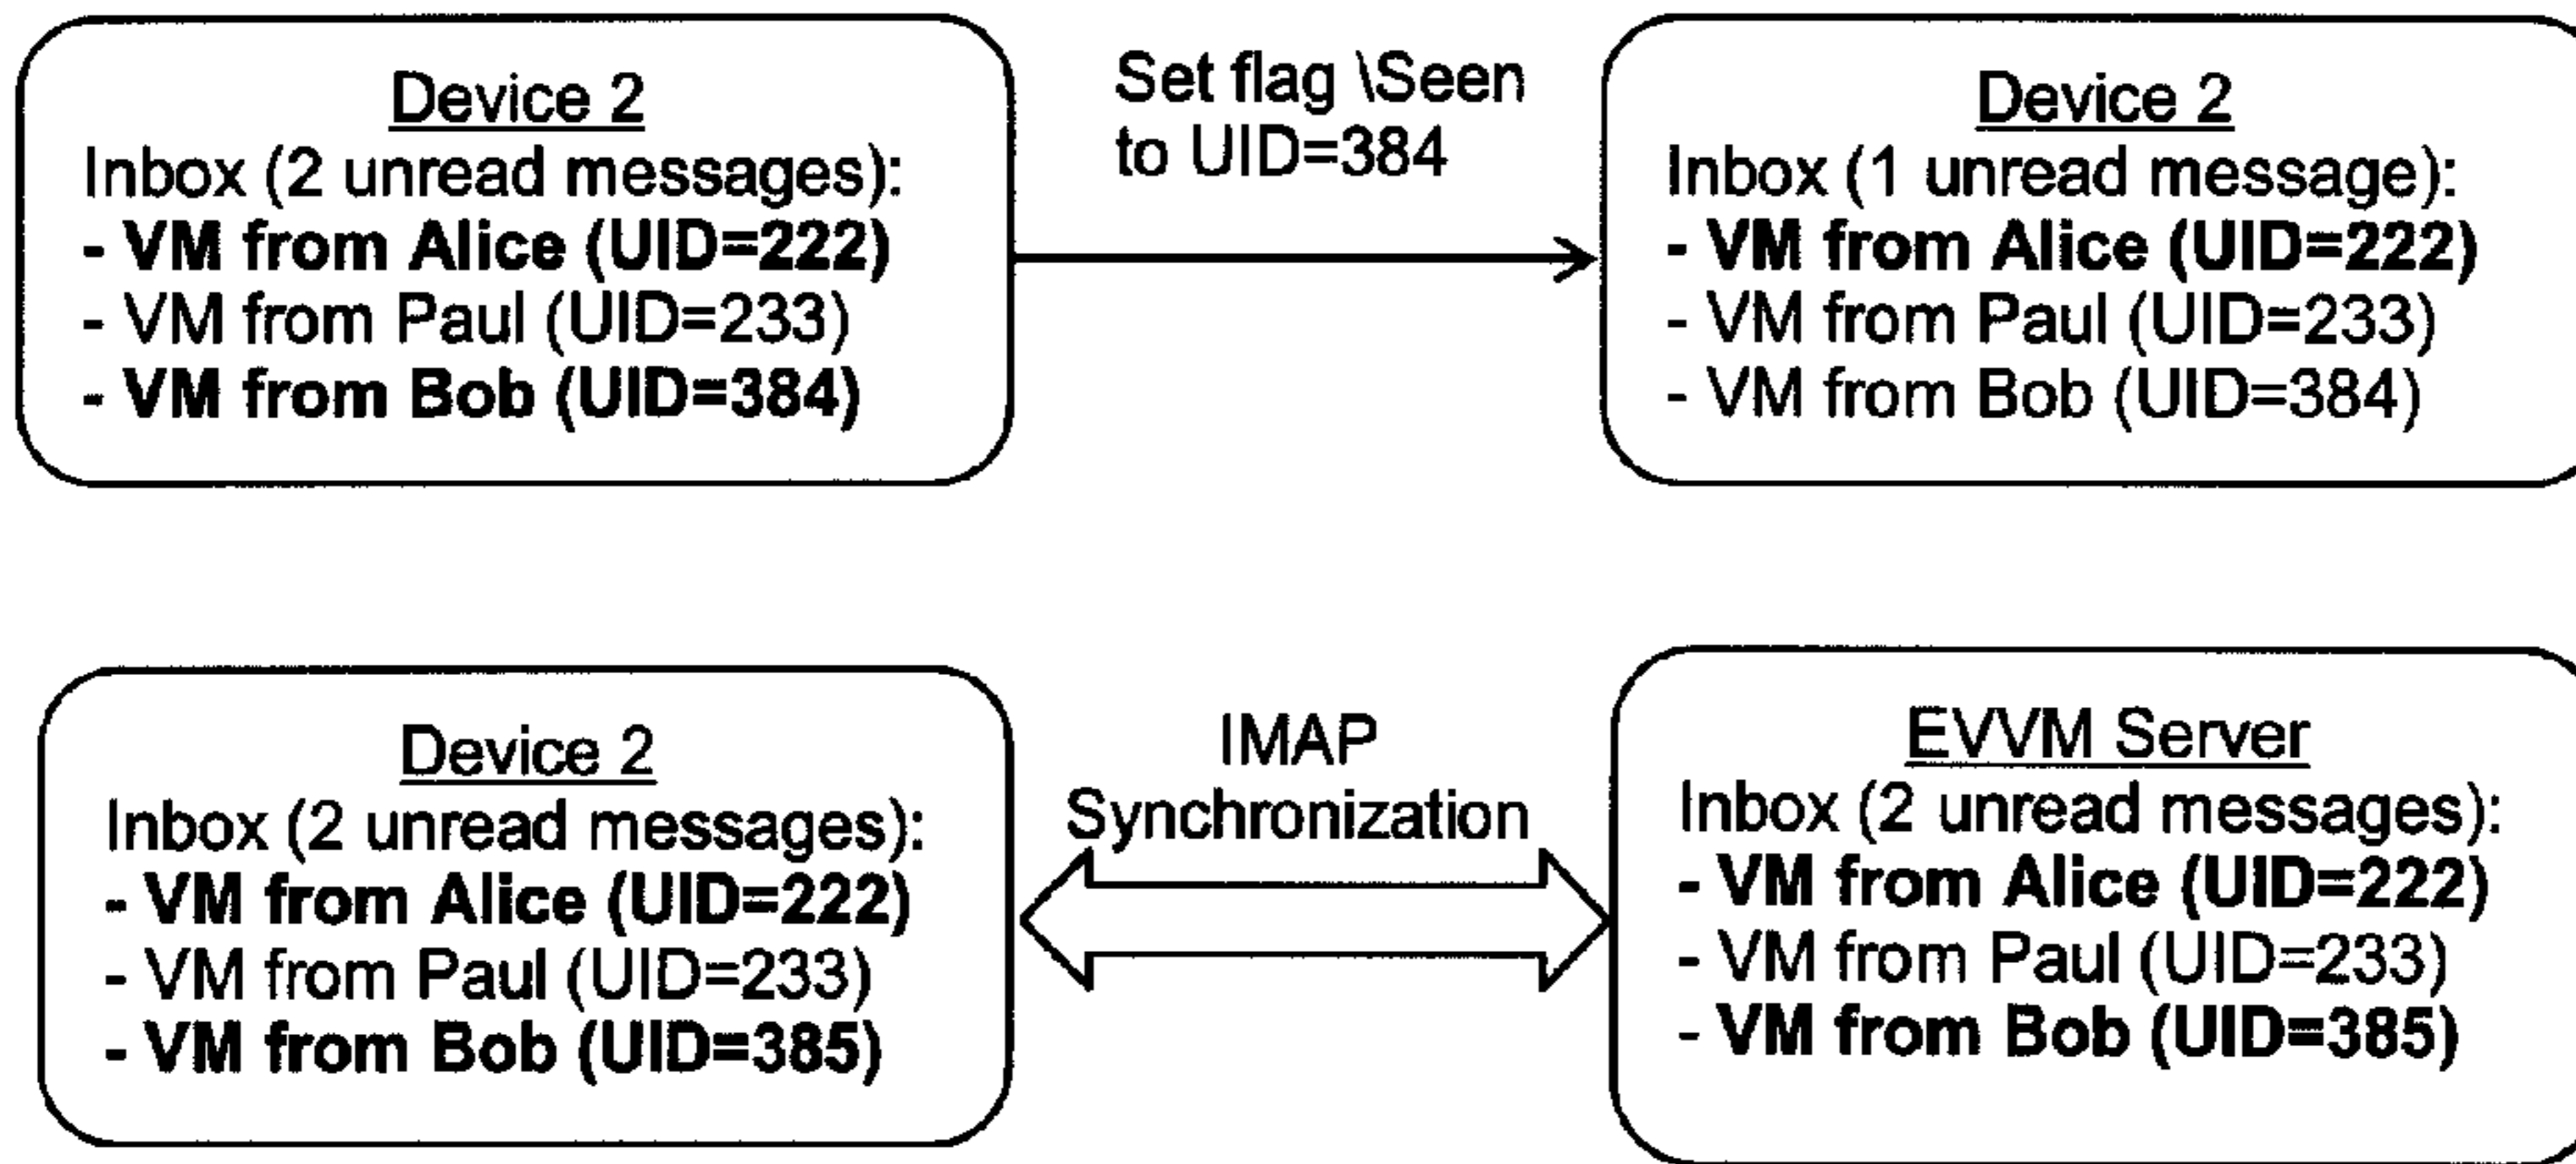 Device 2
Inbox (2 unread messages):
- VM from Alice (UID=222)
- VM from Paul (UID=233)
- VM from Bob (UID=384)
Set flag \Seen
to UID=384
Device 2
Inbox (1 unread message):
- VM from Alice (UID=222)
- VM from Paul (UID=233)
- VM from Bob (UID=384)
Device 2
Inbox (2 unread messages):
- VM from Alice (UID=222)
- VM from Paul (UID=233)
- VM from Bob (UID=385)
IMAP
Synchronization
EVVM Server
Inbox (2 unread messages):
- VM from Alice (UID=222)
- VM from Paul (UID=233)
- VM from Bob (UID=385)